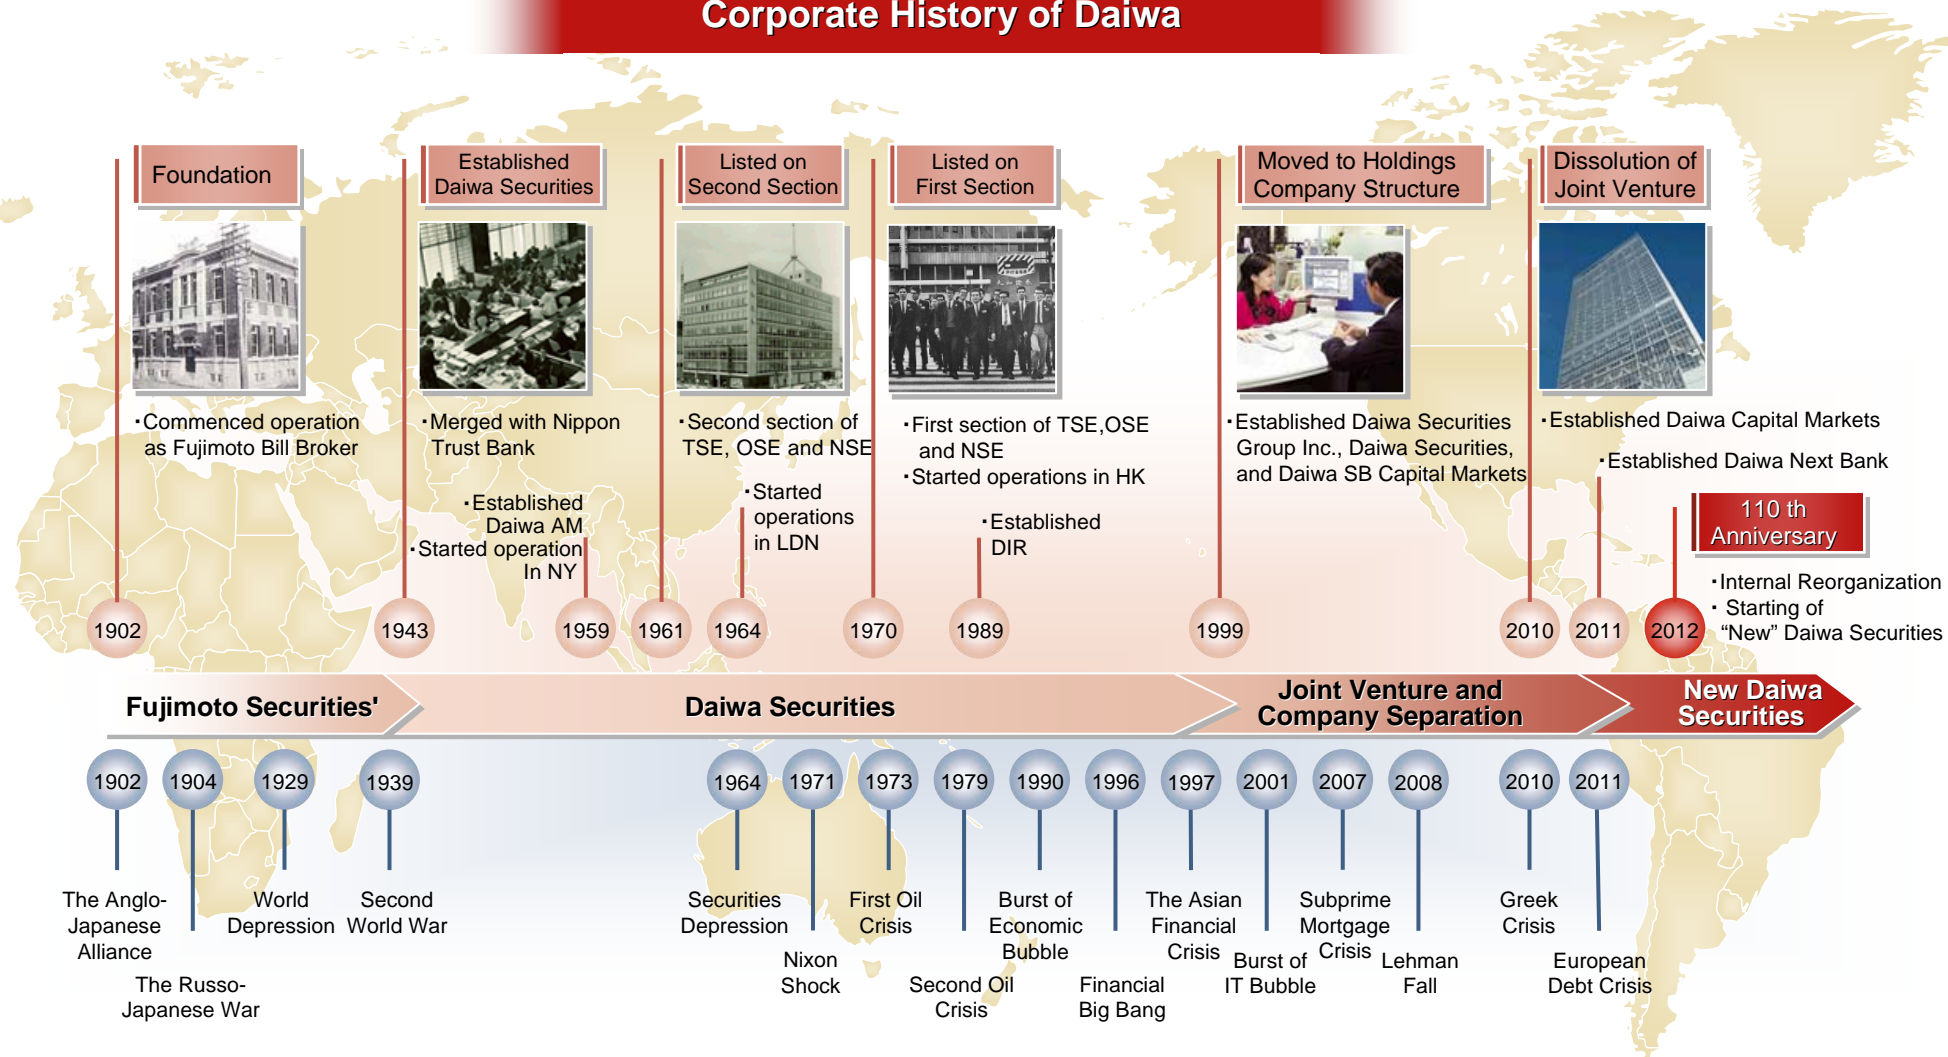 Corporate History of Daiwa
Foundation
・Commenced operation
as Fujimoto Bill Broker
Established
Daiwa Securities
・Merged with Nippon
Trust Bank
・Established
Daiwa AM
・Started operation
In NY
Listed on
Second Section
・Second section of
TSE, OSE and NSE
・Started
operations
in LDN
Listed on
First Section
・First section of TSE,OSE
and NSE
・Started operations in HK
・Established
DIR
Moved to Holdings
Company Structure
・Established Daiwa Securities
Group Inc., Daiwa Securities,
and Daiwa SB Capital Markets
Dissolution of
Joint Venture
・Established Daiwa Capital Markets
・Established Daiwa Next Bank
110 th
Anniversary
・Internal Reorganization
・ Starting of
“New” Daiwa Securities
1902
1943
1959
1961
1964
1970
1989
1999
2010
2011
2012
Fujimoto Securities'
Daiwa Securities
Joint Venture and
Company Separation
New Daiwa
Securities
1902
1904
1929
1939
1964
1971
1973
1979
1990
1996
1997
2001
2007
2008
2010
2011
The Anglo-
Japanese
Alliance
The Russo-
Japanese War
World
Depression
Second
World War
Securities
Depression
Nixon
Shock
First Oil
Crisis
Second Oil
Crisis
Burst of
Economic
Bubble
Financial
Big Bang
The Asian
Financial
Crisis
Burst of
IT Bubble
Subprime
Mortgage
Crisis
Lehman
Fall
Greek
Crisis
European
Debt Crisis